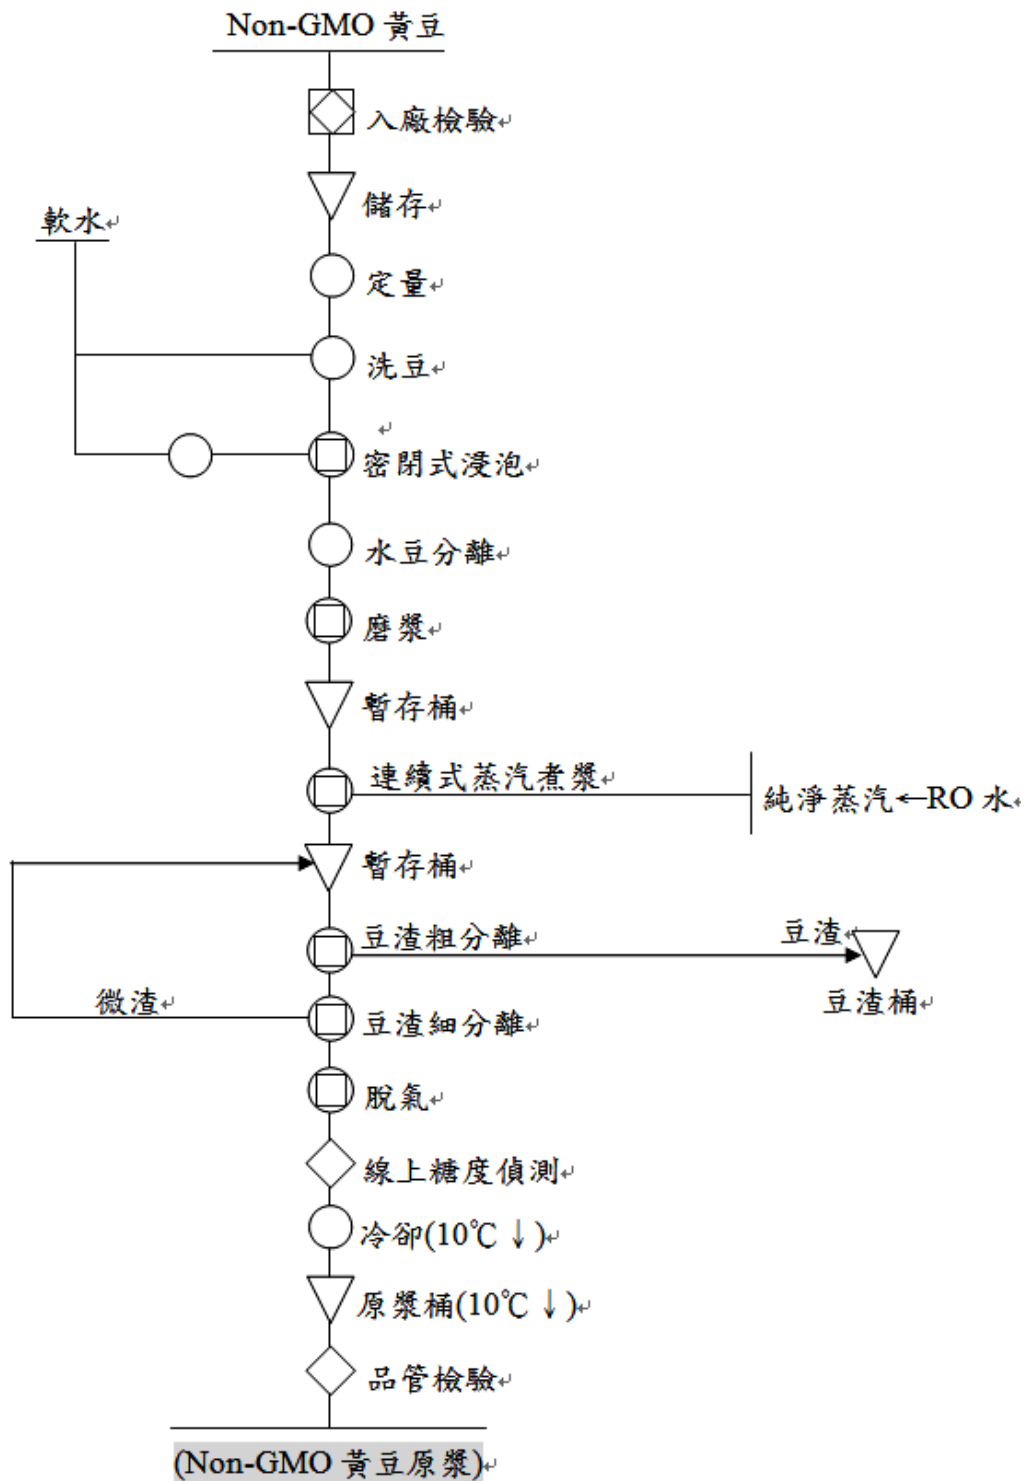 Non-GMO 黃豆
入廠檢驗
儲存
軟水
定量
洗豆
密閉式浸泡
水豆分離
磨漿
暫存桶
連續式蒸汽煮漿
純淨蒸汽←RO 水
暫存桶
豆渣粗分離
豆渣
豆渣桶
微渣
豆渣細分離
脫氣
線上糖度偵測
冷卻(10℃↓)
原漿桶(10℃↓)
品管檢驗
(Non-GMO 黃豆原漿)